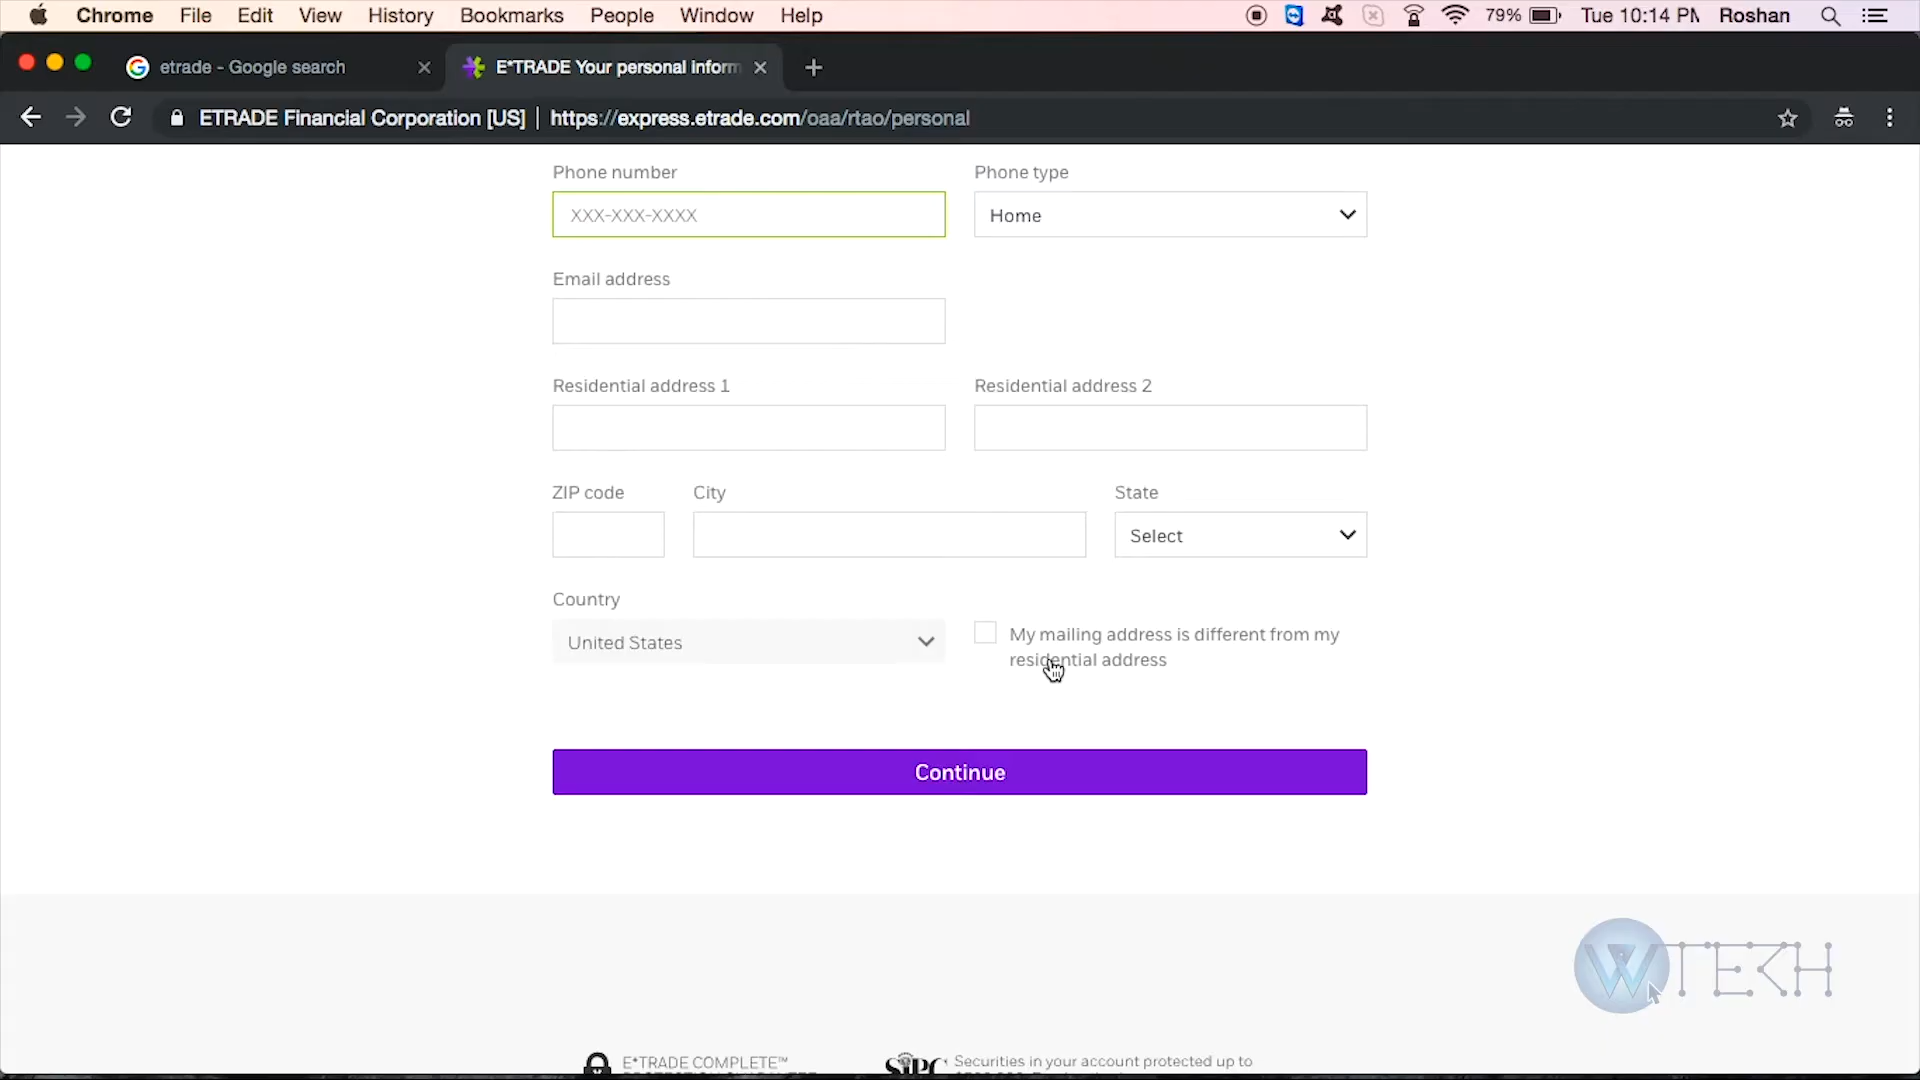 Chrome File Edit View History Bookmarks People Window Help 79% Tue 10:14 PM Roshan
etrade - Google search
E*TRADE Your personal inform
ETRADE Financial Corporation [US] | https://express.etrade.com/oaa/rtao/personal
Phone number Phone type
XXX-XXX-XXXX Home
Email address
Residential address 1 Residential address 2
ZIP code City State
Select
Country
United States
My mailing address is different from my
residential address
Continue
WTEKH
E*TRADE COMPLETE™
SIPC Securities in your account protected up to